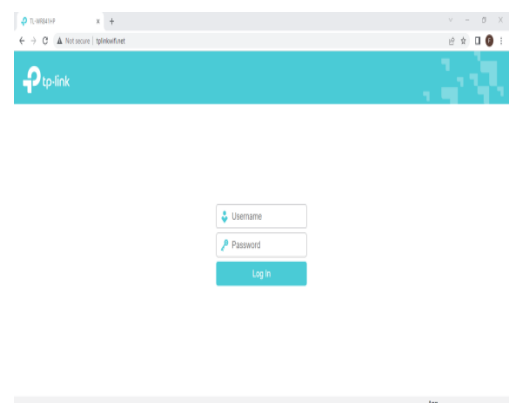 TL-WR841HP
Not secure | tplinkwifi.net
tp-link
Username
Password
Log In